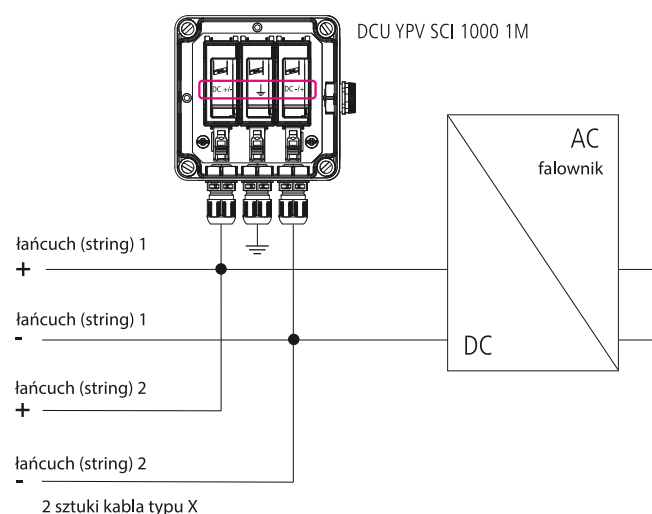 DCU YPV SCI 1000 1M
DC +/-
DC -/+
AC
falownik
łańcuch (string) 1
+
łańcuch (string) 1
-
DC
łańcuch (string) 2
+
łańcuch (string) 2
-
2 sztuki kabla typu X